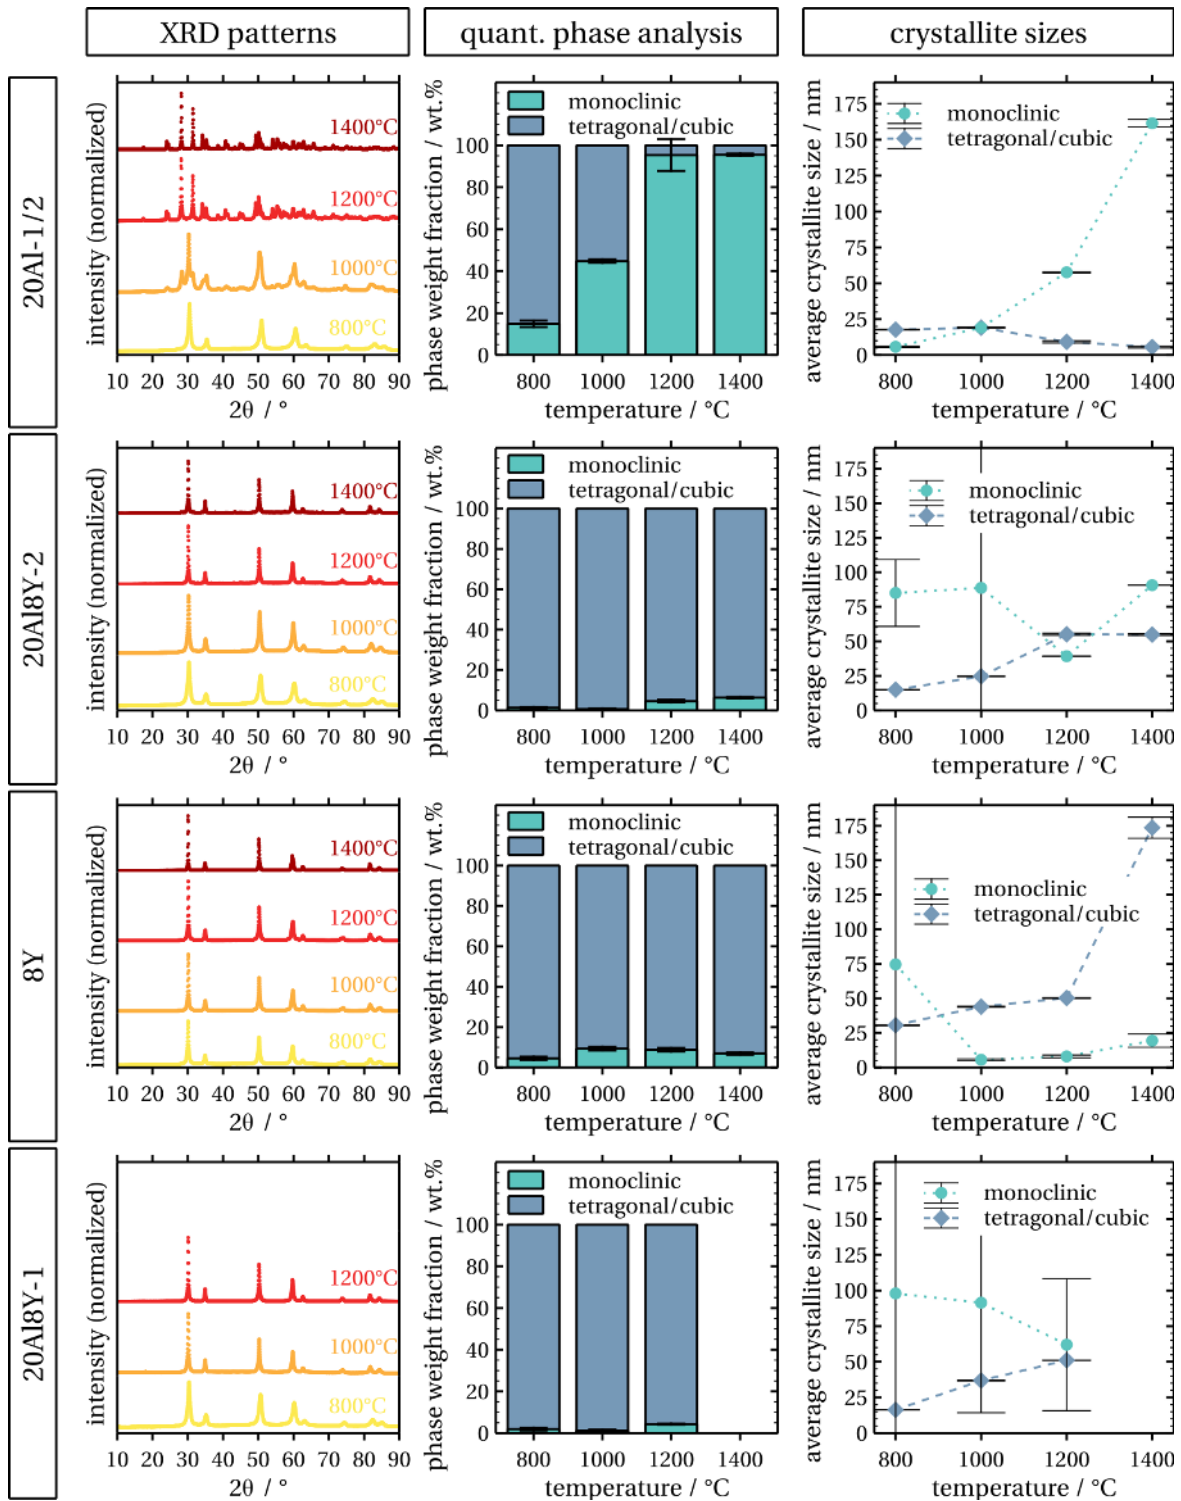 XRD patterns
quant. phase analysis
crystallite sizes
20Al-1/2
intensity (normalized)
1400°C
1200°C
1000°C
800°C
10 20 30 40 50 60 70 80 90
2θ / °
phase weight fraction / wt.%
monoclinic
tetragonal/cubic
100
80
60
40
20
0
800 1000 1200 1400
temperature / °C
average crystallite size / nm
monoclinic
tetragonal/cubic
175
150
125
100
75
50
25
0
800 1000 1200 1400
temperature / °C
20Al8Y-2
intensity (normalized)
1400°C
1200°C
1000°C
800°C
10 20 30 40 50 60 70 80 90
2θ / °
phase weight fraction / wt.%
monoclinic
tetragonal/cubic
100
80
60
40
20
0
800 1000 1200 1400
temperature / °C
average crystallite size / nm
monoclinic
tetragonal/cubic
175
150
125
100
75
50
25
0
800 1000 1200 1400
temperature / °C
8Y
intensity (normalized)
1400°C
1200°C
1000°C
800°C
10 20 30 40 50 60 70 80 90
2θ / °
phase weight fraction / wt.%
monoclinic
tetragonal/cubic
100
80
60
40
20
0
800 1000 1200 1400
temperature / °C
average crystallite size / nm
monoclinic
tetragonal/cubic
175
150
125
100
75
50
25
0
800 1000 1200 1400
temperature / °C
20Al8Y-1
intensity (normalized)
1200°C
1000°C
800°C
10 20 30 40 50 60 70 80 90
2θ / °
phase weight fraction / wt.%
monoclinic
tetragonal/cubic
100
80
60
40
20
0
800 1000 1200 1400
temperature / °C
average crystallite size / nm
monoclinic
tetragonal/cubic
175
150
125
100
75
50
25
0
800 1000 1200 1400
temperature / °C